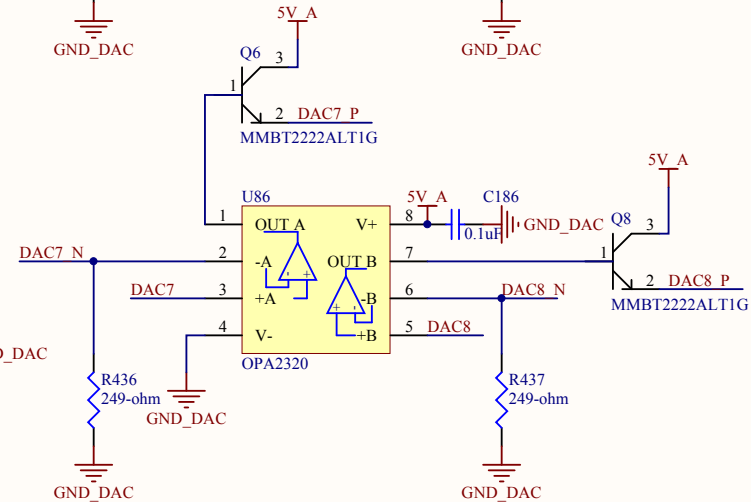 5V_A
GND_DAC
GND_DAC
Q6
3
1
2
DAC7_P
MMBT2222ALT1G
5V_A
U86
5V_A
C186
Q8
1
OUT A
V+
8
0.1uF
GND_DAC
3
DAC7_N
2
-A
OUT B
7
1
DAC7
3
+A
-B
6
DAC8_N
2
DAC8_P
MMBT2222ALT1G
4
V-
+B
5
DAC8
D_DAC
OPA2320
R436
249-ohm
GND_DAC
R437
249-ohm
GND_DAC
GND_DAC
- +
+ -